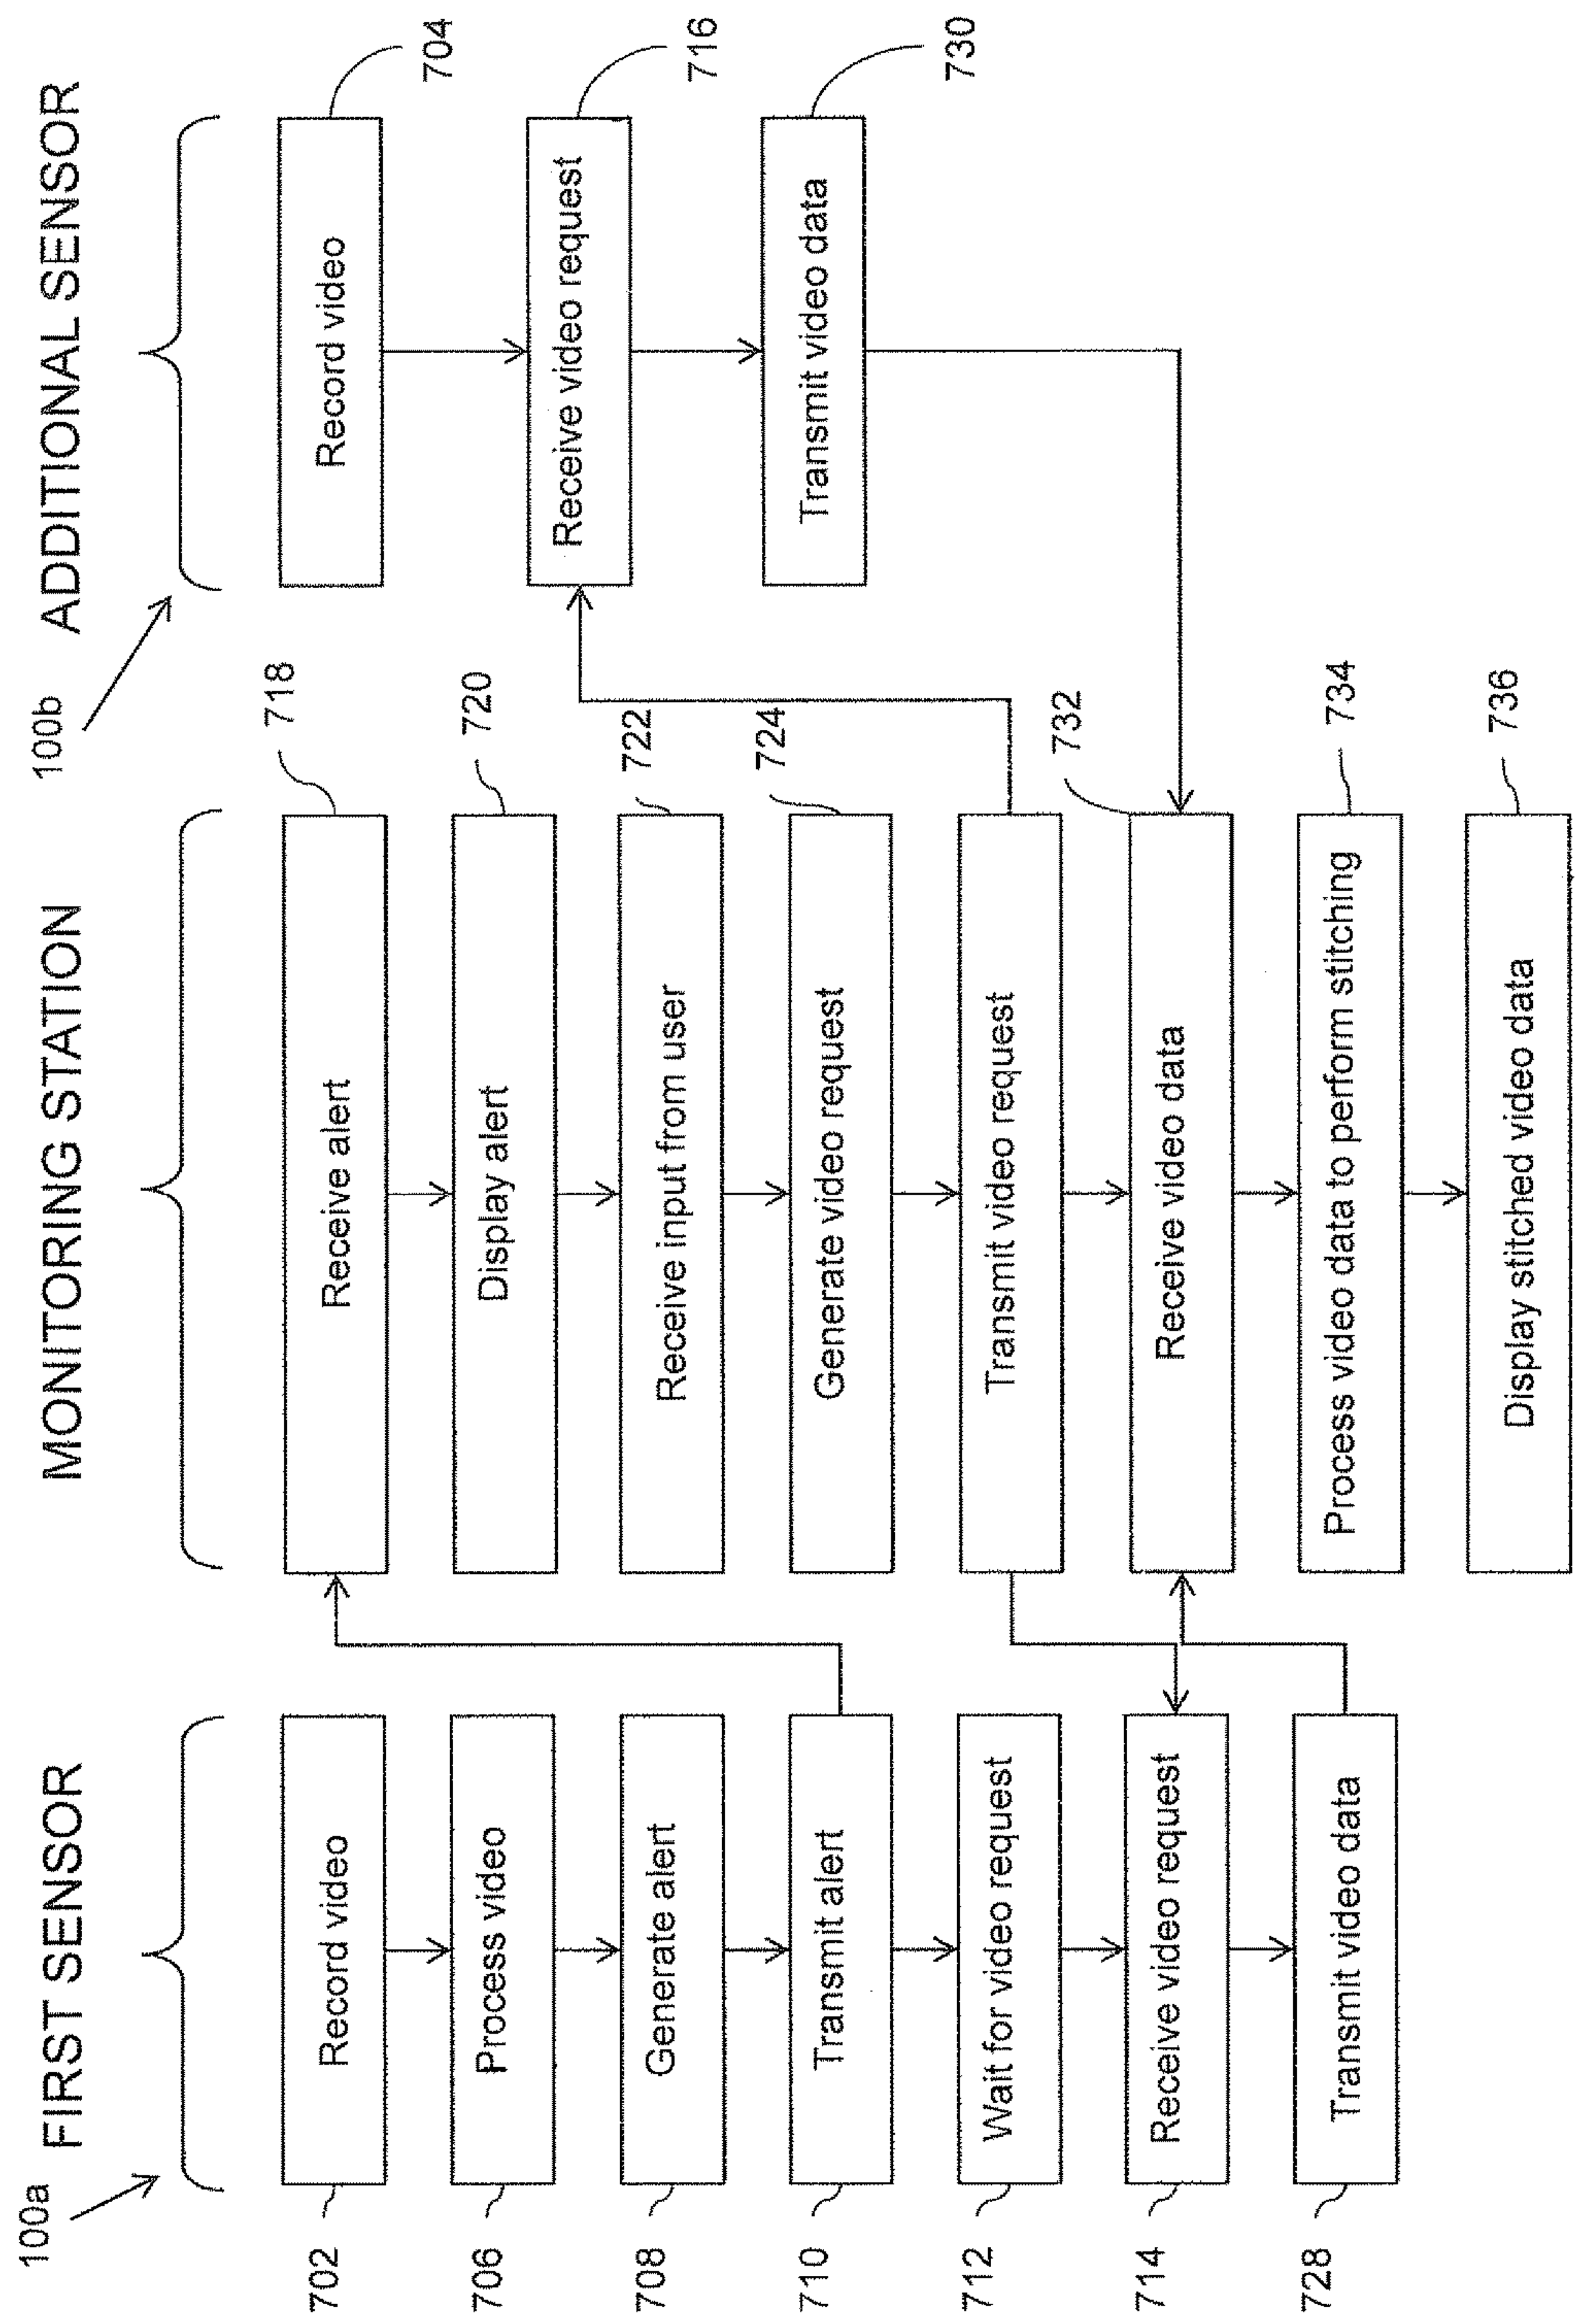 100a
FIRST SENSOR
702
Record video
706
Process video
708
Generate alert
710
Transmit alert
712
Wait for video request
714
Receive video request
728
Transmit video data
MONITORING STATION
Receive alert
718
Display alert
720
Receive input from user
722
Generate video request
724
Transmit video request
Receive video data
732
Process video data to perform stitching
734
Display stitched video data
736
100b
ADDITIONAL SENSOR
Record video
704
Receive video request
716
Transmit video data
730